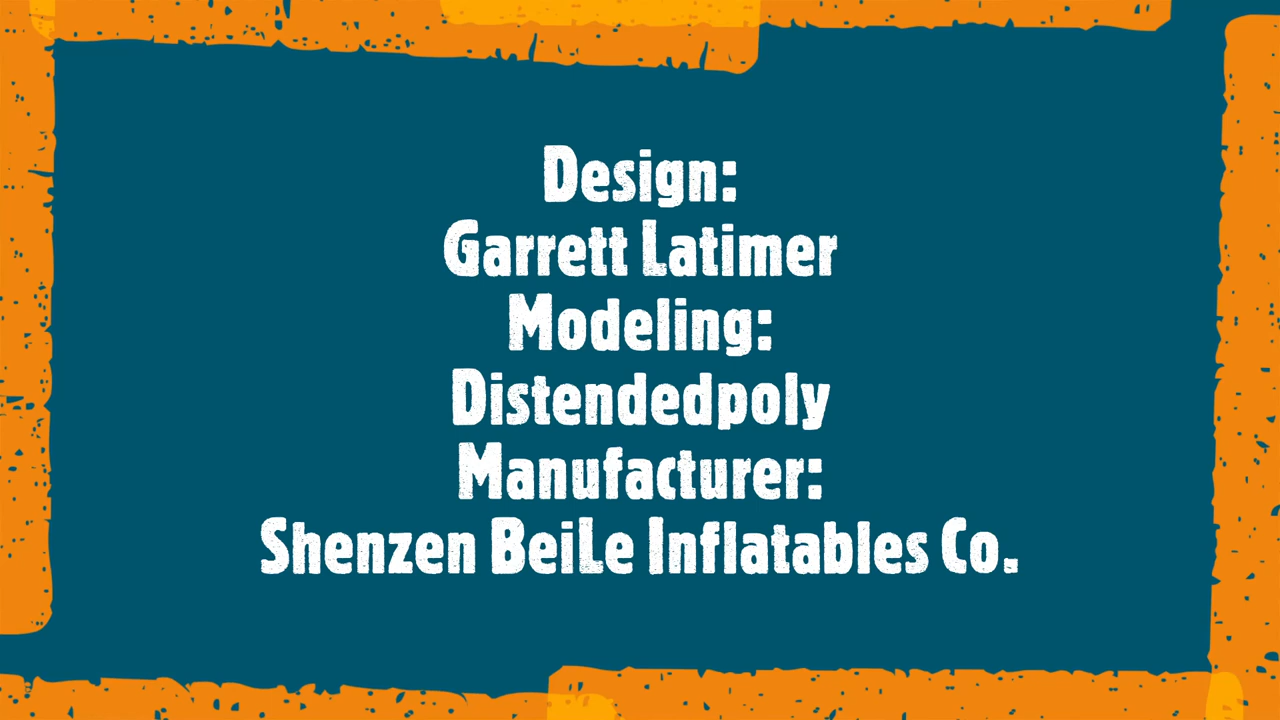 Design:
Garrett Latimer
Modeling:
Distendedpoly
Manufacturer:
Shenzen BeiLe Inflatables Co.